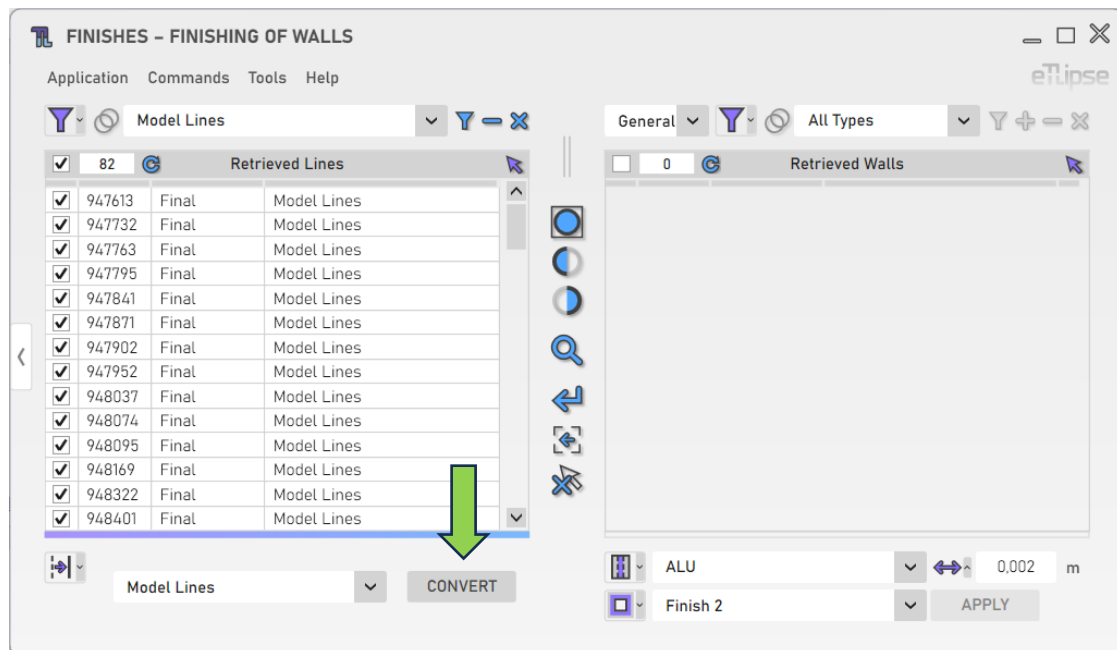 FINISHES – FINISHING OF WALLS
Application Commands Tools Help
eTLipse
Model Lines
General All Types
82 Retrieved Lines
0 Retrieved Walls
947613 Final Model Lines
947732 Final Model Lines
947763 Final Model Lines
947795 Final Model Lines
947841 Final Model Lines
947871 Final Model Lines
947902 Final Model Lines
947952 Final Model Lines
948037 Final Model Lines
948074 Final Model Lines
948095 Final Model Lines
948169 Final Model Lines
948322 Final Model Lines
948401 Final Model Lines
Model Lines CONVERT
ALU 0,002 m
Finish 2 APPLY